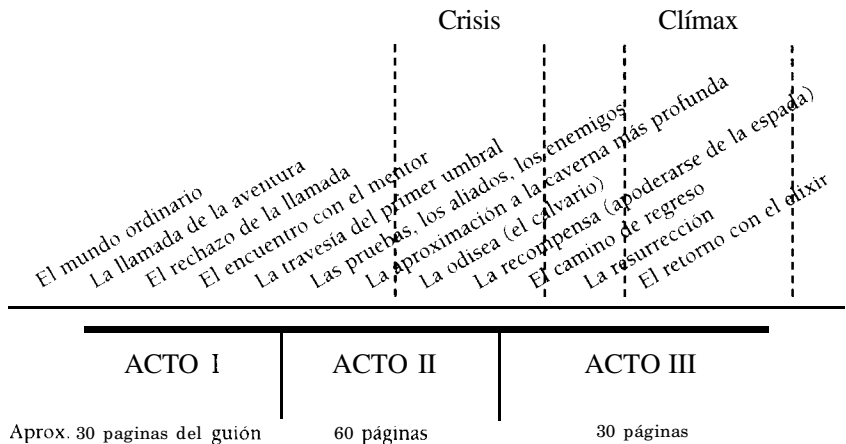 Crisis
Clímax
El mundo ordinario
La llamada de la aventura
El rechazo de la llamada
El encuentro con el mentor
La travesía del primer umbral
Las pruebas, los aliados, los enemigos
La aproximación a la caverna más profunda
La odisea (el calvario)
La recompensa (apoderarse de la espada)
El camino de regreso
La resurrección
El retorno con el elixir
ACTO I
ACTO II
ACTO III
Aprox. 30 paginas del guión
60 páginas
30 páginas